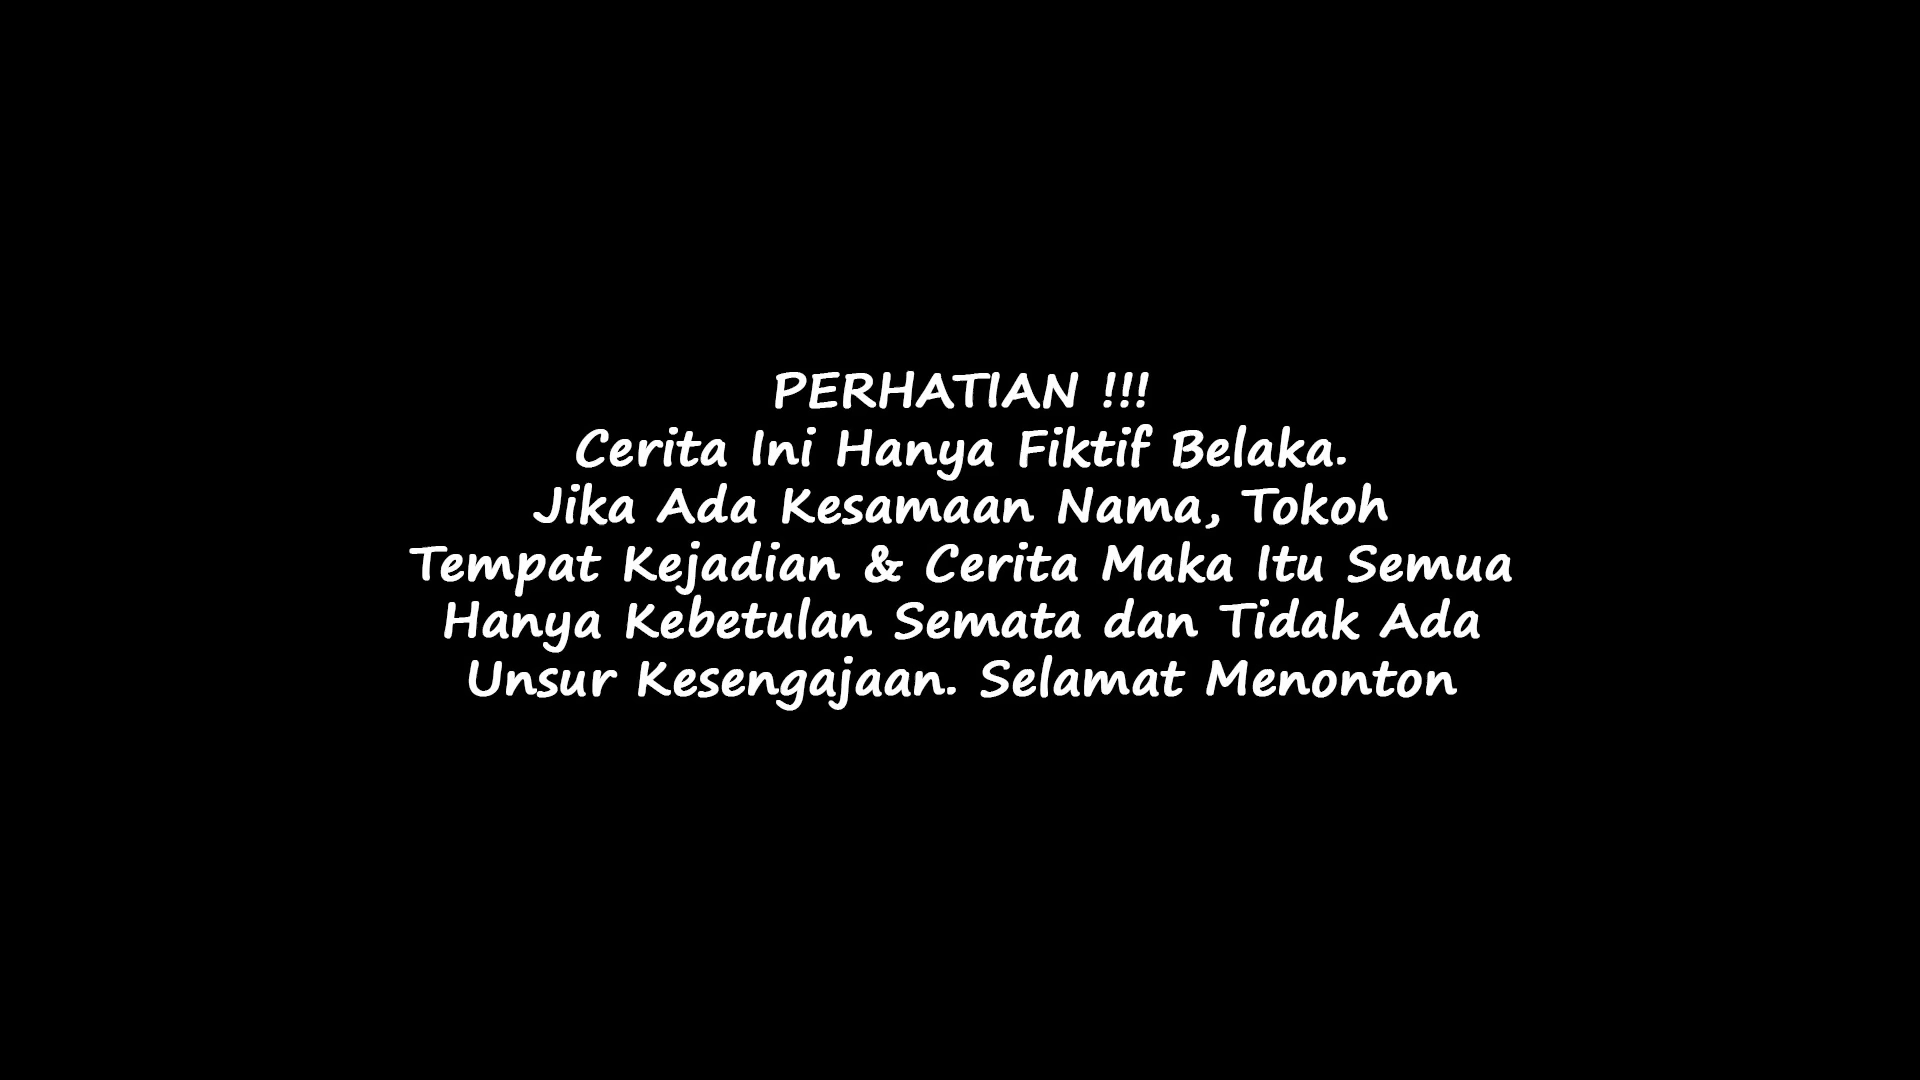 PERHATIAN !!!
Cerita Ini Hanya Fiktif Belaka.
Jika Ada Kesamaan Nama, Tokoh
Tempat Kejadian & Cerita Maka Itu Semua
Hanya Kebetulan Semata dan Tidak Ada
Unsur Kesengajaan. Selamat Menonton